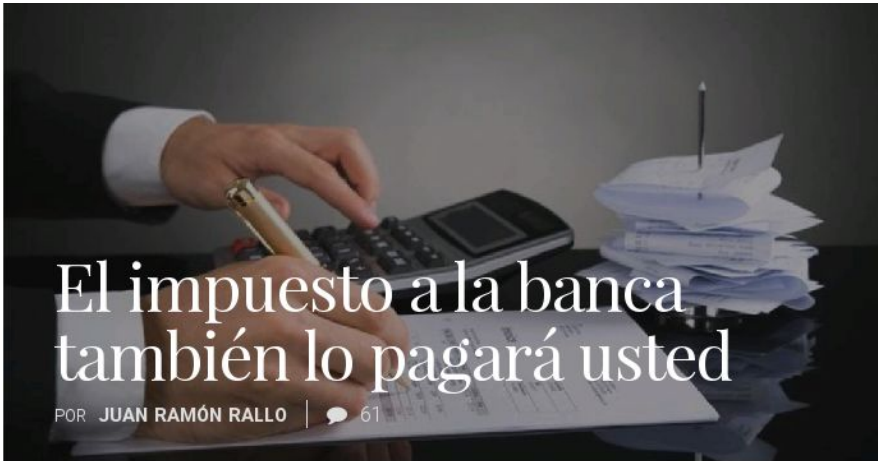 El impuesto a la banca
también lo pagará usted
POR JUAN RAMÓN RALLO 61